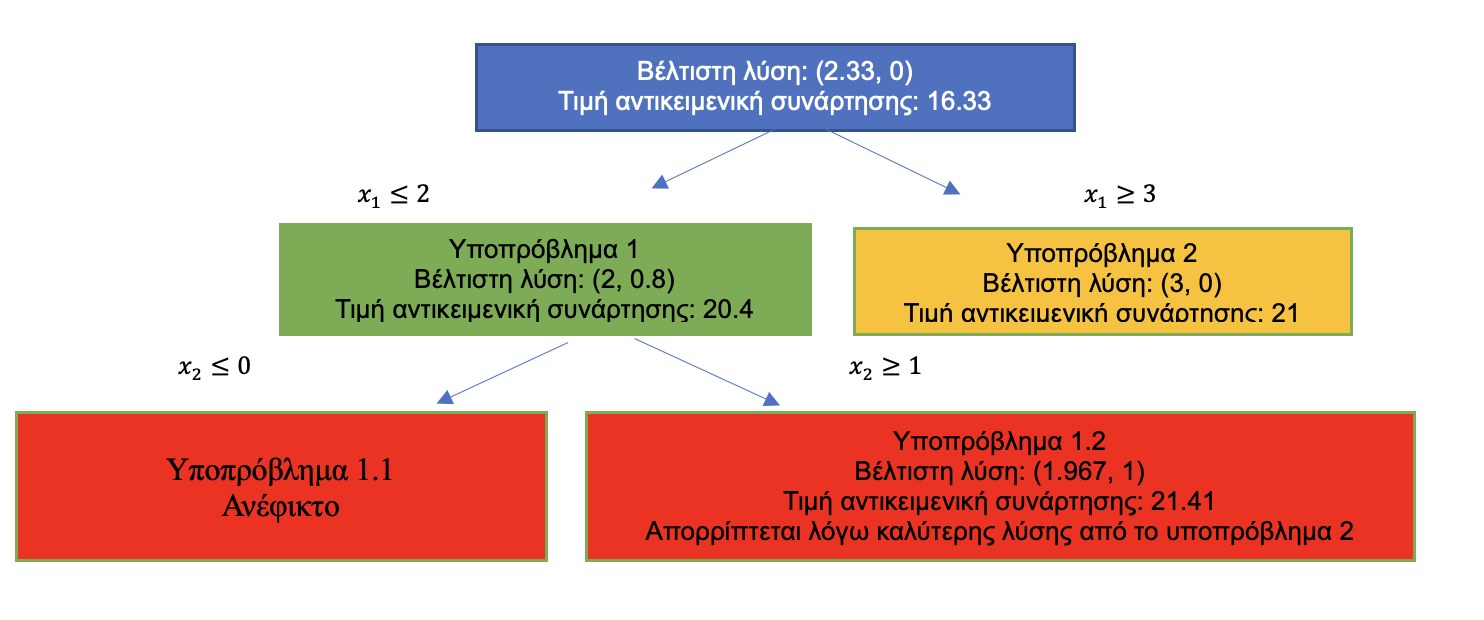 Βέλτιστη λύση: (2.33, 0)
Τιμή αντικειμενική συνάρτησης: 16.33
x₁ ≤ 2
x₁ ≥ 3
Υποπρόβλημα 1
Βέλτιστη λύση: (2, 0.8)
Τιμή αντικειμενική συνάρτησης: 20.4
Υποπρόβλημα 2
Βέλτιστη λύση: (3, 0)
Τιμή αντικειμενική συνάρτησης: 21
x₂ ≤ 0
x₂ ≥ 1
Υποπρόβλημα 1.1
Ανέφικτο
Υποπρόβλημα 1.2
Βέλτιστη λύση: (1.967, 1)
Τιμή αντικειμενική συνάρτησης: 21.41
Απορρίπτεται λόγω καλύτερης λύσης από το υποπρόβλημα 2